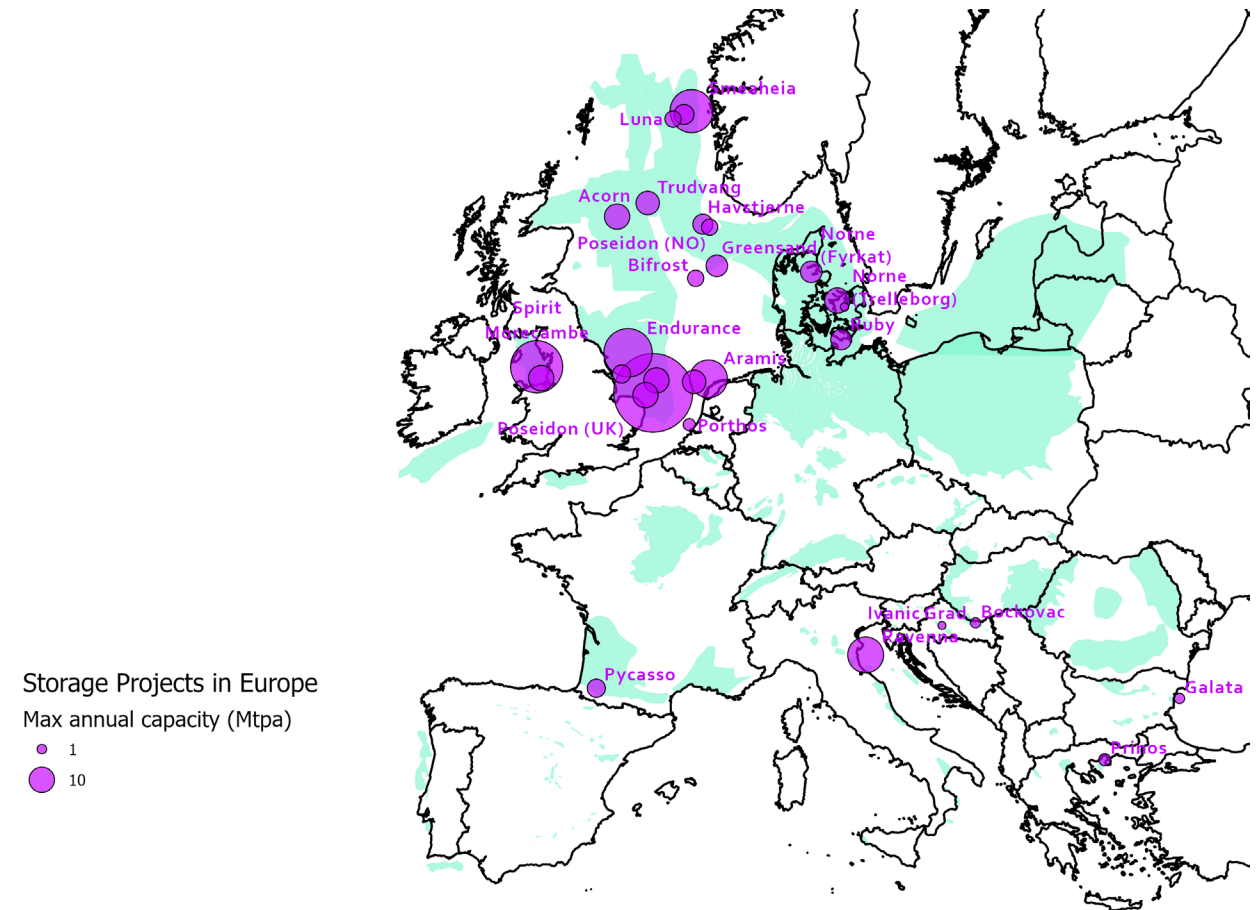 Smeaheia
Luna
Trudvang
Acorn
Havstjerne
Poseidon (NO)
Greensand
Norne
(Fyrkat)
Bifrost
Norne
(Trelleborg)
Spirit
Morecambe
Endurance
Ruby
Aramis
Poseidon (UK)
Porthos
Ivanic Grad
Bockovac
Ravenna
Pycasso
Galata
Prinos
Storage Projects in Europe
Max annual capacity (Mtpa)
1
10